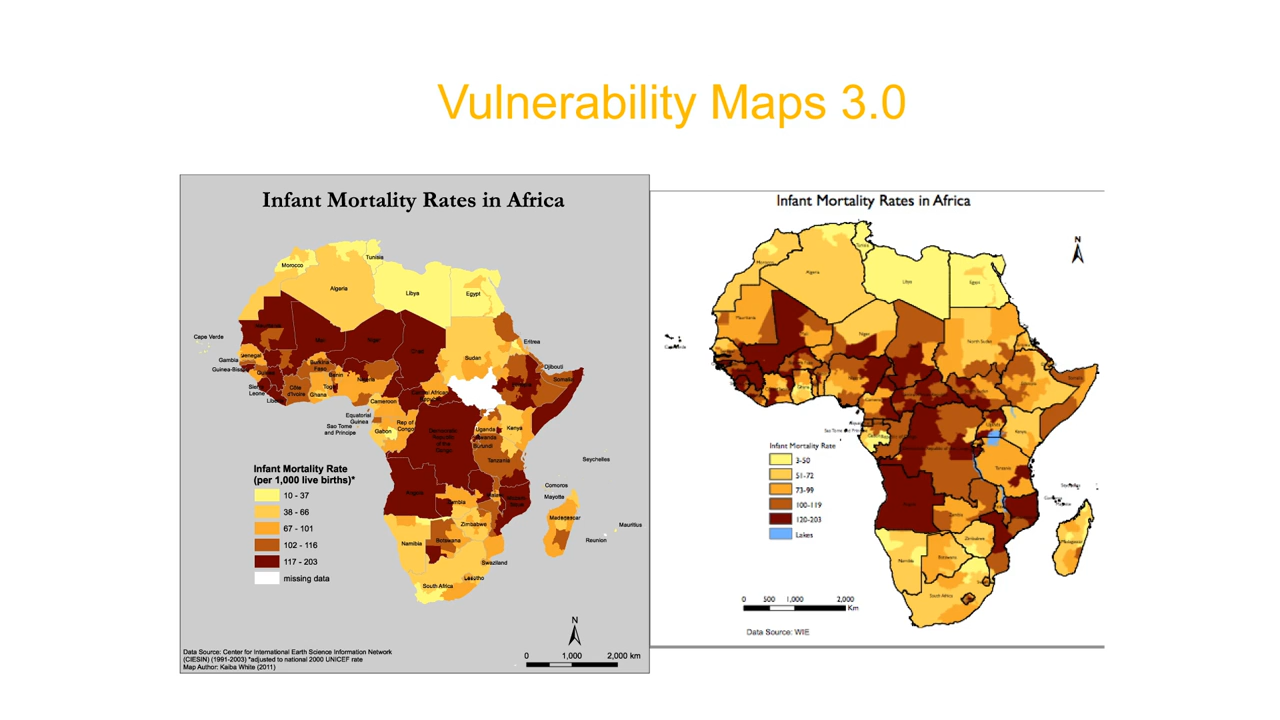 Vulnerability Maps 3.0
Infant Mortality Rates in Africa
Morocco
Tunisia
Algeria
Libya
Egypt
Cape Verde
Mali
Niger
Chad
Sudan
Eritrea
Senegal
Gambia
Guinea-Bissau
Guinea
Burkina
Faso
Benin
Nigeria
Djibouti
Somalia
Sierra
Leone
Liberia
Côte
d'Ivoire
Togo
Ghana
Central African
Cameroon
Equatorial
Guinea
Sao Tome
and Principe
Rep of
Congo
Gabon
Democratic
Republic
of the
Congo
Uganda
Rwanda
Burundi
Kenya
Tanzania
Seychelles
Comoros
Mayotte
Angola
Zambia
Malawi
Madagascar
Mauritius
Reunion
Zimbabwe
Namibia
Botswana
Swaziland
Lesotho
South Africa
Infant Mortality Rate
(per 1,000 live births)*
10 - 37
38 - 66
67 - 101
102 - 116
117 - 203
missing data
N
0 1,000 2,000 km
Data Source: Center for International Earth Science Information Network
(CIESIN) (1991-2003) *adjusted to national 2000 UNICEF rate
Map Author: Kaiba White (2011)
Infant Mortality Rates in Africa
N
Algeria
Libya
Egypt
Mauritania
Niger
North Sudan
Kenya
Tanzania
Zimbabwe
Namibia
South Africa
Madagascar
Infant Mortality Rate
3-50
51-72
73-99
100-119
120-203
Lakes
0 500 1,000 2,000
Km
Data Source: WIE